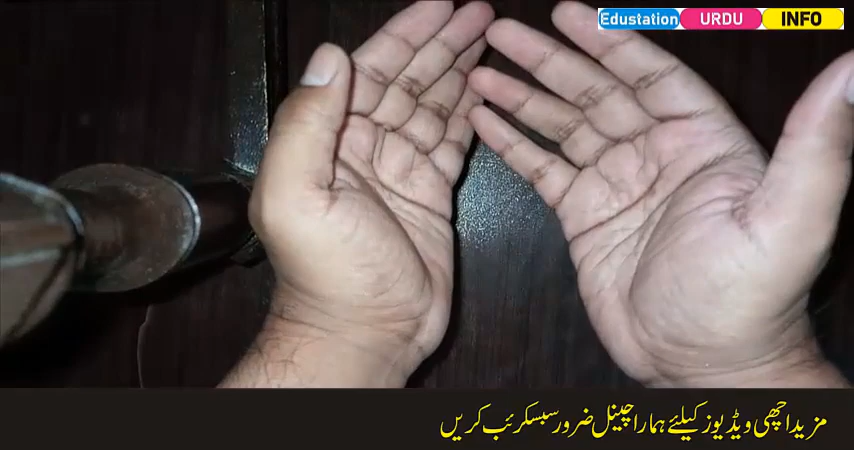 Edustation URDU INFO
مزید اچھی ویڈیوز کیلئے ہمارا چینل ضرور سبسکرائب کریں